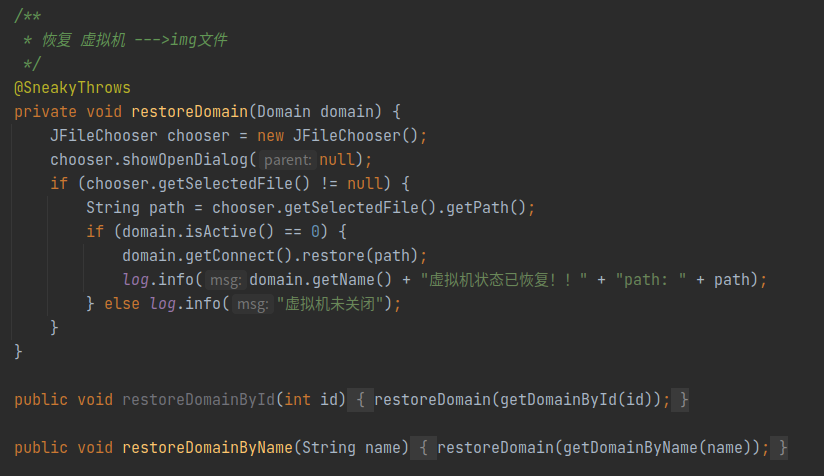 /**
 * 恢复 虚拟机 --->img文件
 */
@SneakyThrows
private void restoreDomain(Domain domain) {
    JFileChooser chooser = new JFileChooser();
    chooser.showOpenDialog( parent: null);
    if (chooser.getSelectedFile() != null) {
        String path = chooser.getSelectedFile().getPath();
        if (domain.isActive() == 0) {
            domain.getConnect().restore(path);
            log.info( msg: domain.getName() + "虚拟机状态已恢复！！" + "path: " + path);
        } else log.info( msg: "虚拟机未关闭");
    }
}
public void restoreDomainById(int id) { restoreDomain(getDomainById(id)); }
public void restoreDomainByName(String name) { restoreDomain(getDomainByName(name)); }